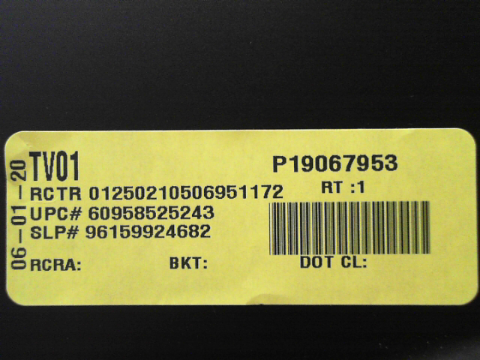 06-01-20
TV01 P19067953
RCTR 01250210506951172 RT :1
UPC# 60958525243
SLP# 96159924682
RCRA: BKT: DOT CL: